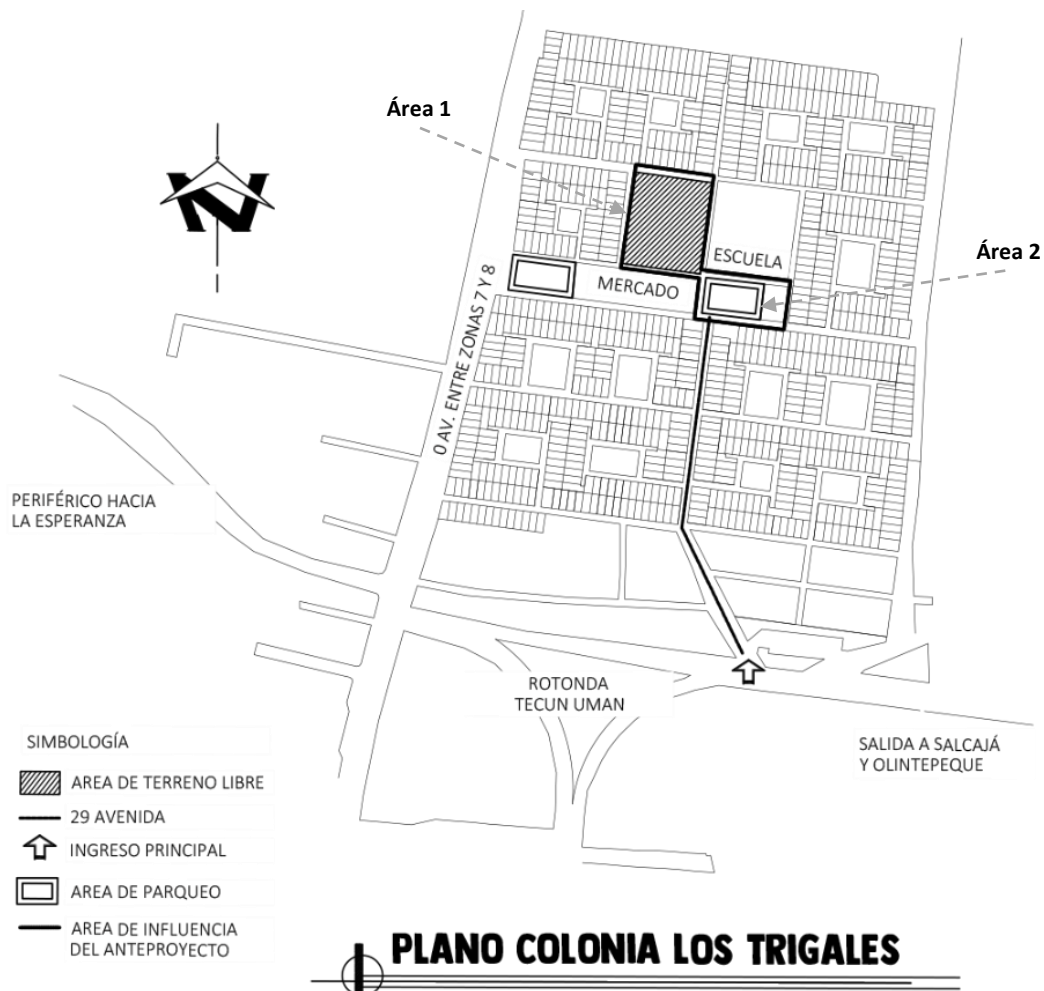 Área 1
N
Área 2
ESCUELA
MERCADO
0 AV. ENTRE ZONAS 7 Y 8
PERIFÉRICO HACIA
LA ESPERANZA
ROTONDA
TECUN UMAN
SALIDA A SALCAJÁ
Y OLINTEPEQUE
SIMBOLOGÍA
AREA DE TERRENO LIBRE
29 AVENIDA
INGRESO PRINCIPAL
AREA DE PARQUEO
AREA DE INFLUENCIA
DEL ANTEPROYECTO
PLANO COLONIA LOS TRIGALES